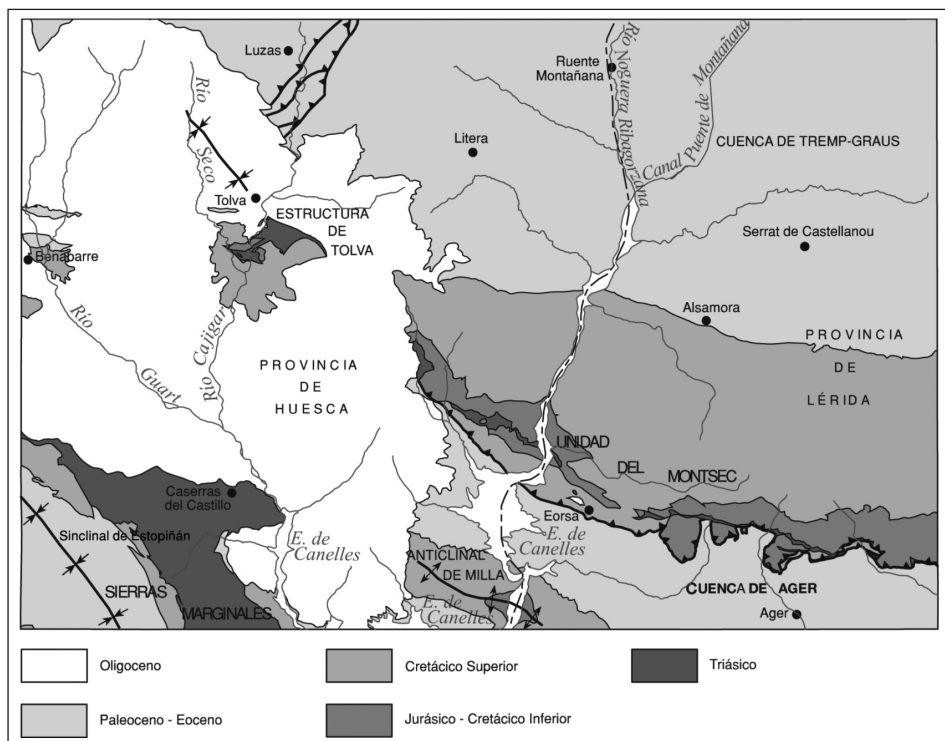 Luzas
Río
Seco
Tolva
ESTRUCTURA
DE
TOLVA
Benabarre
Río
Guart
Río Cajigar
PROVINCIA
DE
HUESCA
Litera
Ruente
Montañana
Río Noguera Ribagorzana
Canal Puente de Montañana
CUENCA DE TREMP-GRAUS
Serrat de Castellanou
Alsamora
PROVINCIA
DE
LÉRIDA
UNIDAD
DEL
MONTSEC
Caserras
del Castillo
Sinclinal de Estopiñán
SIERRAS
MARGINALES
E. de
Canelles
ANTICLINAL
DE MILLA
E. de
Canelles
Eorsa
E. de
Canelles
CUENCA DE AGER
Ager
Oligoceno
Cretácico Superior
Triásico
Paleoceno - Eoceno
Jurásico - Cretácico Inferior